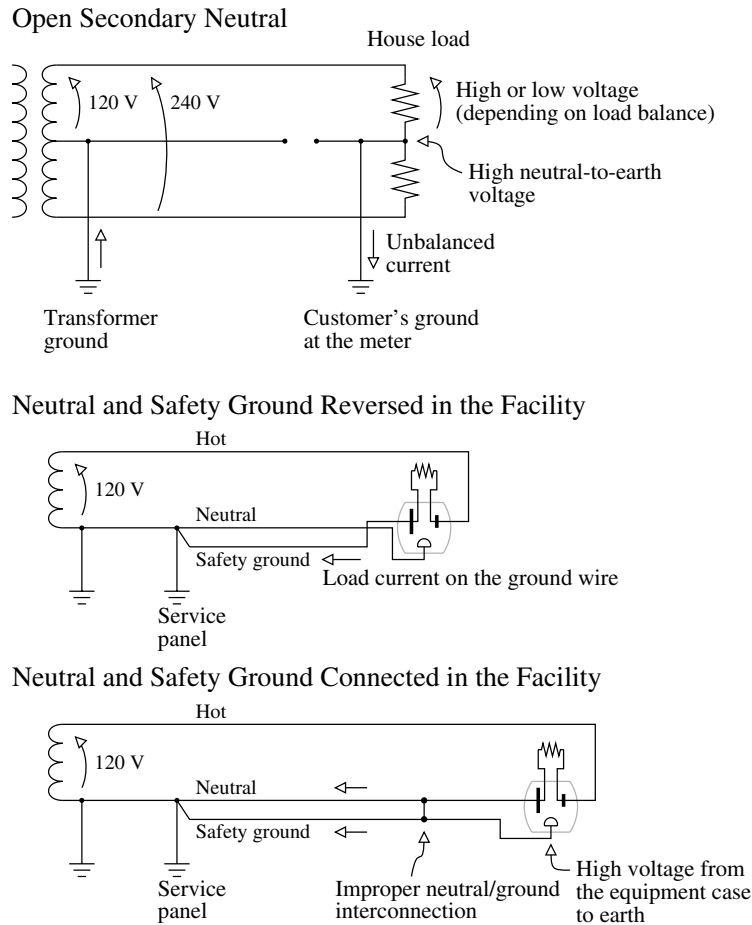 Open Secondary Neutral
House load
120 V
240 V
High or low voltage
(depending on load balance)
High neutral-to-earth
voltage
Unbalanced
current
Transformer
ground
Customer’s ground
at the meter
Neutral and Safety Ground Reversed in the Facility
Hot
120 V
Neutral
Safety ground
Load current on the ground wire
Service
panel
Neutral and Safety Ground Connected in the Facility
Hot
120 V
Neutral
Safety ground
Service
panel
Improper neutral/ground
interconnection
High voltage from
the equipment case
to earth